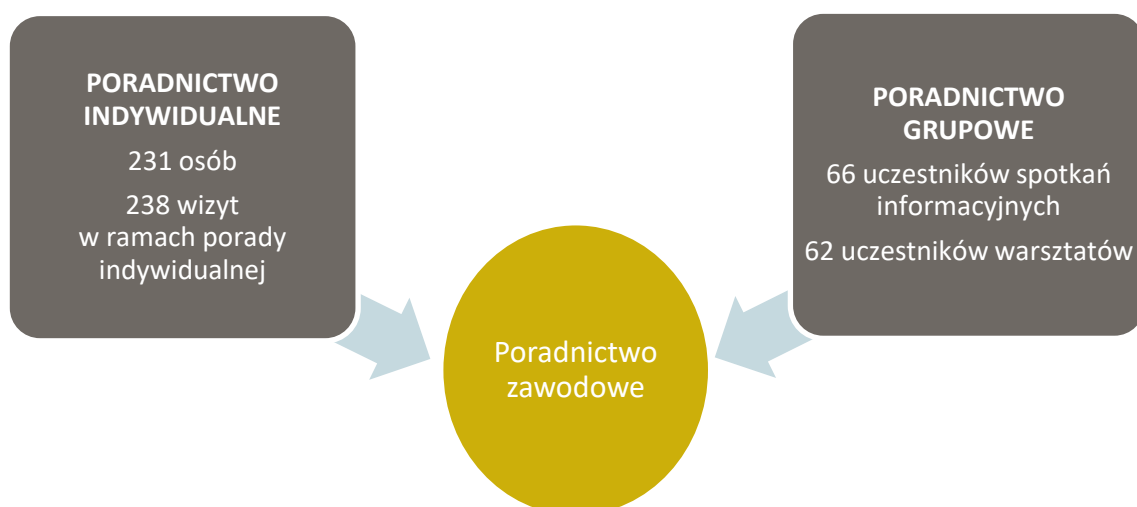 PORADNICTWO
INDYWIDUALNE
231 osób
238 wizyt
w ramach porady
indywidualnej
PORADNICTWO
GRUPOWE
66 uczestników spotkań
informacyjnych
62 uczestników warsztatów
Poradnictwo
zawodowe